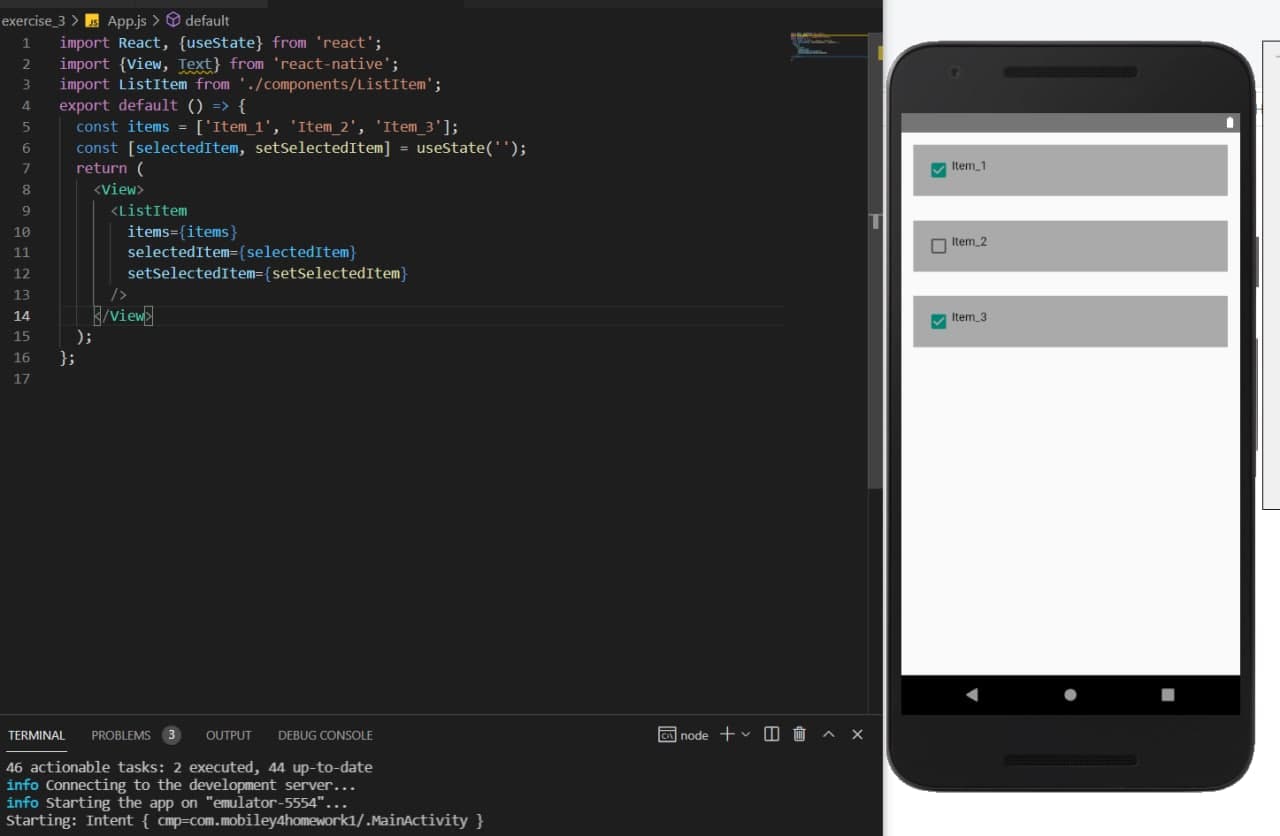 exercise_3 > JS App.js > default
1 import React, {useState} from 'react';
2 import {View, Text} from 'react-native';
3 import ListItem from './components/ListItem';
4 export default () => {
5 const items = ['Item_1', 'Item_2', 'Item_3'];
6 const [selectedItem, setSelectedItem] = useState('');
7 return (
8 <View>
9 <ListItem
10 items={items}
11 selectedItem={selectedItem}
12 setSelectedItem={setSelectedItem}
13 />
14 </View>
15 );
16 };
17
Item_1
Item_2
Item_3
TERMINAL PROBLEMS 3 OUTPUT DEBUG CONSOLE node
46 actionable tasks: 2 executed, 44 up-to-date
info Connecting to the development server...
info Starting the app on "emulator-5554"...
Starting: Intent { cmp=com.mobiley4homework1/.MainActivity }